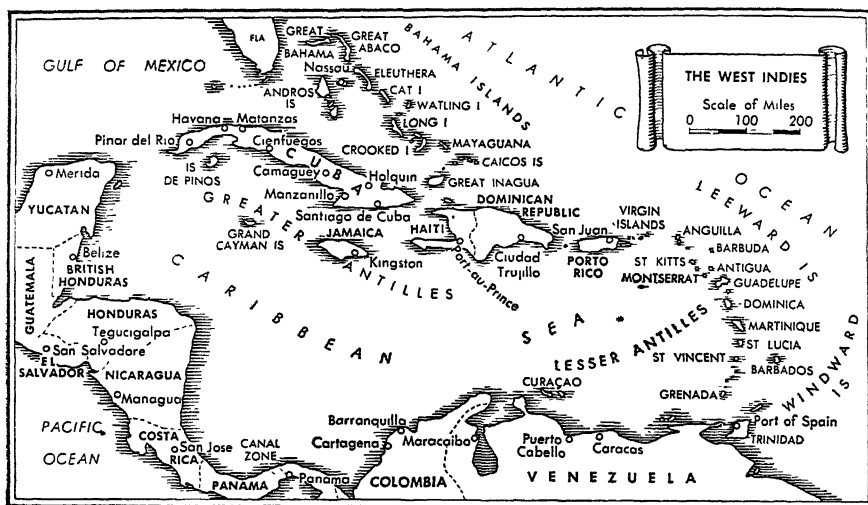 THE WEST INDIES
Scale of Miles
0 100 200
GULF OF MEXICO
FLA
GREAT
BAHAMA
GREAT
ABACO
BAHAMA ISLANDS
ATLANTIC
OCEAN
Nassau
ELEUTHERA
ANDROS
IS
CAT I
WATLING I
LONG I
CROOKED I
MAYAGUANA
CAICOS IS
GREAT INAGUA
Havana
Matanzas
Pinar del Rio
Cienfuegos
CUBA
IS
DE PINOS
Camaguey
Holquin
Manzanillo
Santiago de Cuba
Merida
YUCATAN
GREATER
ANTILLES
GRAND
CAYMAN IS
JAMAICA
Kingston
HAITI
Port-au-Prince
DOMINICAN
REPUBLIC
Ciudad
Trujillo
San Juan
PORTO
RICO
VIRGIN
ISLANDS
LEEWARD IS
ANGUILLA
BARBUDA
ST KITTS
ANTIGUA
MONTSERRAT
GUADELUPE
DOMINICA
MARTINIQUE
ST LUCIA
ST VINCENT
BARBADOS
GRENADA
WINDWARD
IS
LESSER ANTILLES
CARIBBEAN
SEA
Belize
BRITISH
HONDURAS
GUATEMALA
HONDURAS
Tegucigalpa
San Salvadore
EL
SALVADOR
NICARAGUA
Managua
PACIFIC
OCEAN
COSTA
RICA
San Jose
CANAL
ZONE
PANAMA
Panama
Barranquilla
Cartagena
COLOMBIA
Maracaibo
CURAÇAO
Puerto
Cabello
Caracas
VENEZUELA
Port of Spain
TRINIDAD